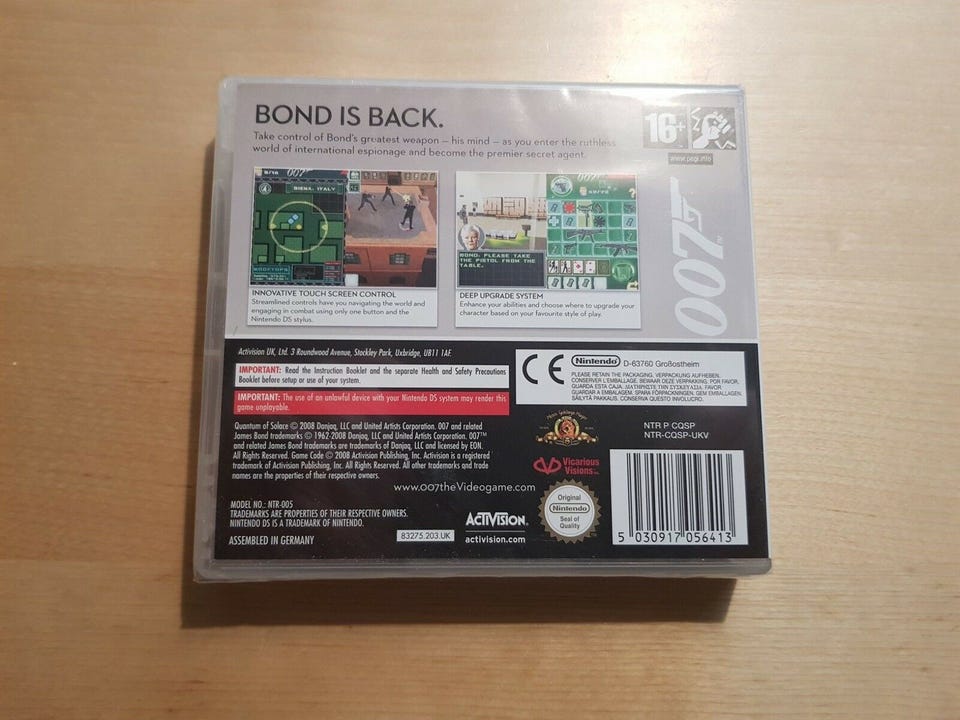 BOND IS BACK.
Take control of Bond's greatest weapon – his mind – as you enter the ruthless
world of international espionage and become the premier secret agent.
16+
www.pegi.info
007
SIENA, ITALY
ROOFTOPS
BOND: PLEASE TAKE
THE PISTOL FROM THE
TABLE.
INNOVATIVE TOUCH SCREEN CONTROL
Streamlined controls have you navigating the world and
engaging in combat using only one button and the
Nintendo DS stylus.
DEEP UPGRADE SYSTEM
Enhance your abilities and choose where to upgrade your
character based on your favourite style of play.
007™
Activision UK, Ltd. 3 Roundwood Avenue, Stockley Park, Uxbridge, UB11 1AF.
IMPORTANT: Read the Instruction Booklet and the separate Health and Safety Precautions
Booklet before setup or use of your system.
IMPORTANT: The use of an unlawful device with your Nintendo DS system may render this
game unplayable.
Quantum of Solace © 2008 Danjaq, LLC and United Artists Corporation. 007 and related
James Bond trademarks © 1962-2008 Danjaq, LLC and United Artists Corporation. 007™
and related James Bond trademarks are trademarks of Danjaq, LLC and licensed by EON.
All Rights Reserved. Game Code © 2008 Activision Publishing, Inc. Activision is a registered
trademark of Activision Publishing, Inc. All Rights Reserved. All other trademarks and trade
names are the properties of their respective owners.
www.007theVideogame.com
MODEL NO.: NTR-005
TRADEMARKS ARE PROPERTIES OF THEIR RESPECTIVE OWNERS.
NINTENDO DS IS A TRADEMARK OF NINTENDO.
ASSEMBLED IN GERMANY
83275.203.UK
ACTIVISION.
activision.com
CE
Nintendo D-63760 Großostheim
PLEASE RETAIN THE PACKAGING. VERPACKUNG AUFHEBEN.
CONSERVER L'EMBALLAGE. BEWAAR DEZE VERPAKKING. POR FAVOR,
GUARDA ESTA CAJA. ΔΙΑΤΗΡΗΣΤΕ ΤΗΝ ΣΥΣΚΕΥΑΣΙΑ. FAVOR
GUARDAR A EMBALAGEM. SPARA FÖRPACKNINGEN. GEM EMBALLAGEN.
SÄILYTÄ PAKKAUS. CONSERVA QUESTO INVOLUCRO.
Metro Goldwyn Mayer
NTR P CQSP
NTR-CQSP-UKV
Vicarious
Visions
Original
Nintendo
Seal of
Quality
5 030917 056413